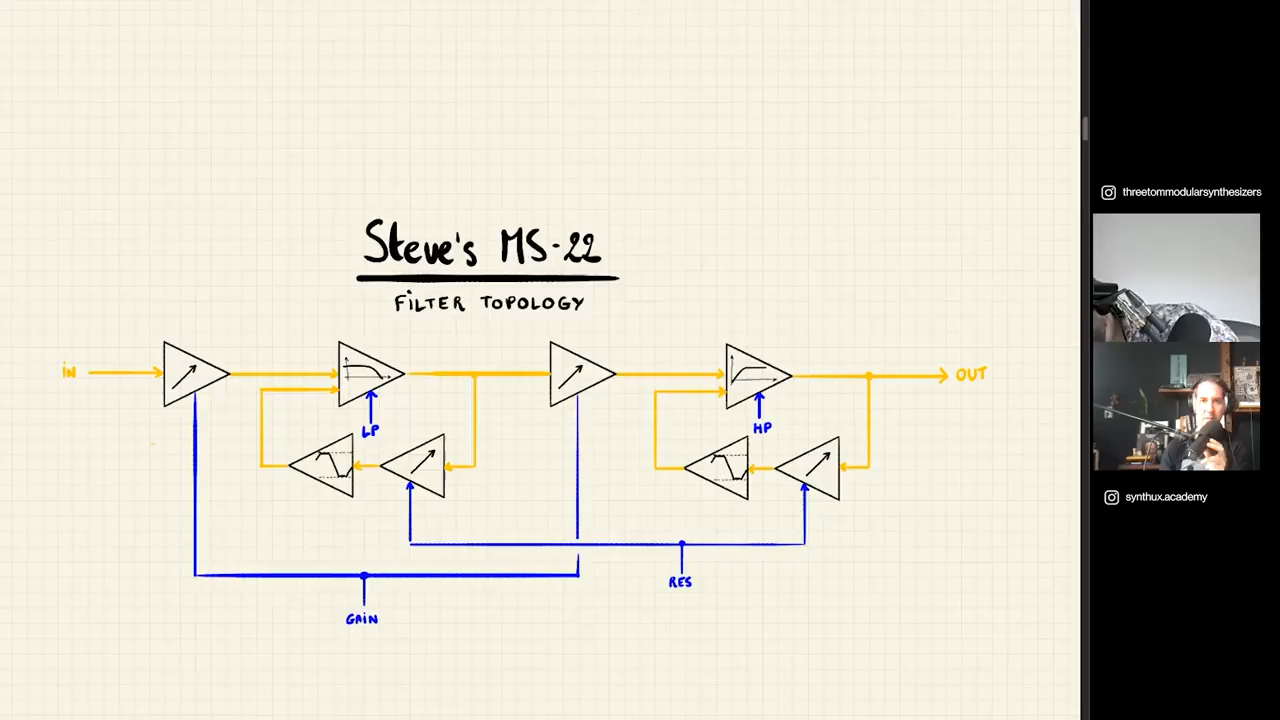 threetommodularsynthesizers
Steve's MS-22
FILTER TOPOLOGY
IN
OUT
LP
HP
synthux.academy
RES
GAIN